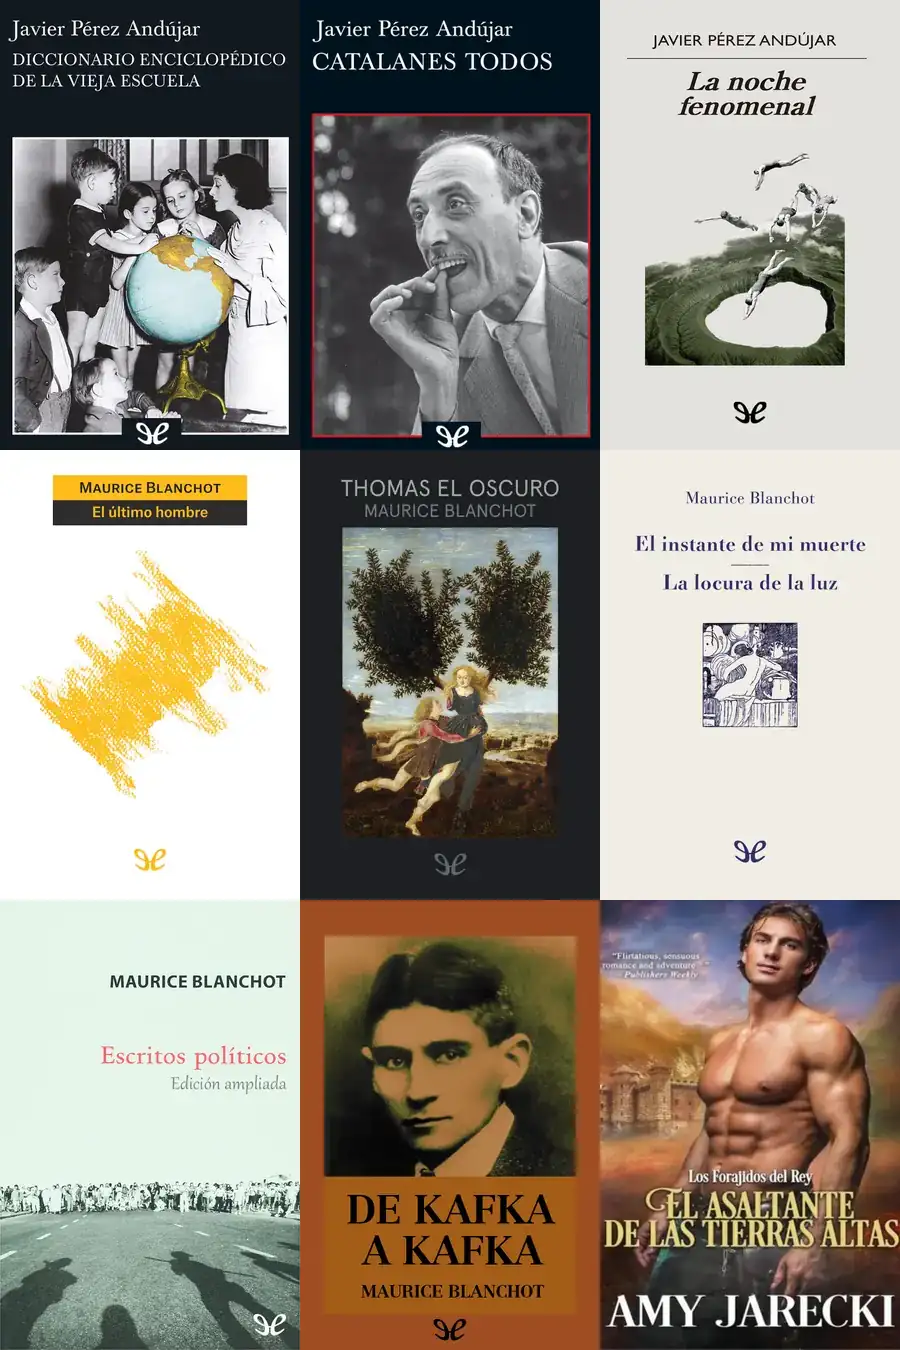 Javier Pérez Andújar
DICCIONARIO ENCICLOPÉDICO
DE LA VIEJA ESCUELA
Javier Pérez Andújar
CATALANES TODOS
JAVIER PÉREZ ANDÚJAR
La noche
fenomenal
MAURICE BLANCHOT
El último hombre
THOMAS EL OSCURO
MAURICE BLANCHOT
Maurice Blanchot
El instante de mi muerte
La locura de la luz
MAURICE BLANCHOT
Escritos políticos
Edición ampliada
DE KAFKA
A KAFKA
MAURICE BLANCHOT
"Flirtatious, sensuous
romance and adventure."
-Publishers Weekly
Los Forajidos del Rey
EL ASALTANTE
DE LAS TIERRAS ALTAS
AMY JARECKI